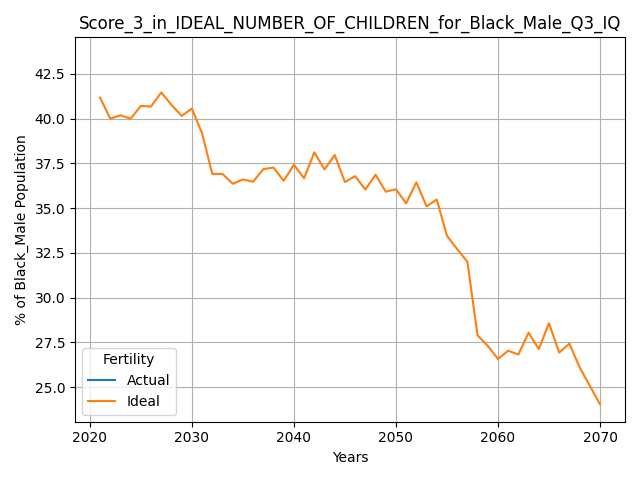 Score_3_in_IDEAL_NUMBER_OF_CHILDREN_for_Black_Male_Q3_IQ
% of Black_Male Population
42.5
40.0
37.5
35.0
32.5
30.0
27.5
25.0
Fertility
Actual
Ideal
2020 2030 2040 2050 2060 2070
Years